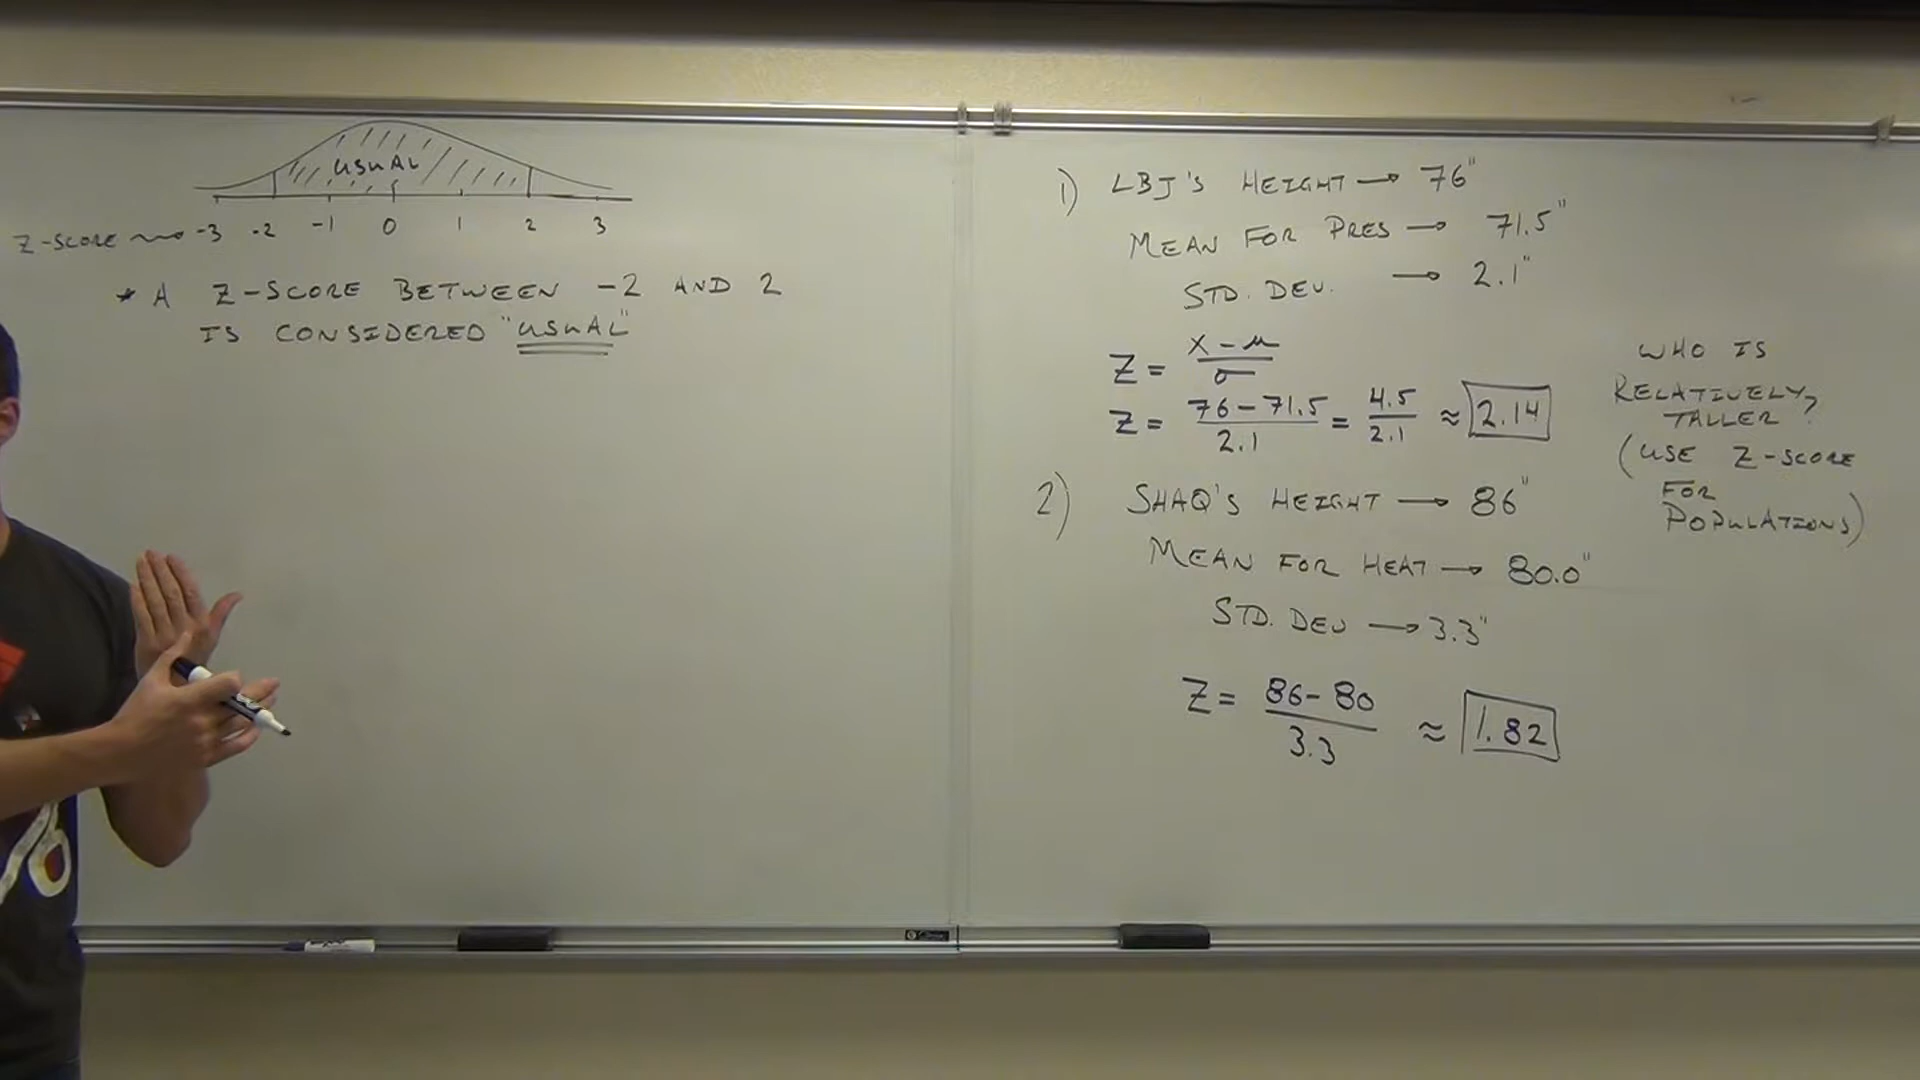 USUAL
Z-SCORE → -3 -2 -1 0 1 2 3
* A Z-SCORE BETWEEN -2 AND 2
IS CONSIDERED "USUAL"
1) LBJ'S HEIGHT → 76"
MEAN FOR PRES → 71.5"
STD. DEV. → 2.1"
Z = X - μ / σ
Z = 76 - 71.5 / 2.1 = 4.5 / 2.1 ≈ 2.14
2) SHAQ'S HEIGHT → 86"
MEAN FOR HEAT → 80.0"
STD. DEV → 3.3"
Z = 86 - 80 / 3.3 ≈ 1.82
WHO IS
RELATIVELY
TALLER?
(USE Z-SCORE
FOR
POPULATIONS)